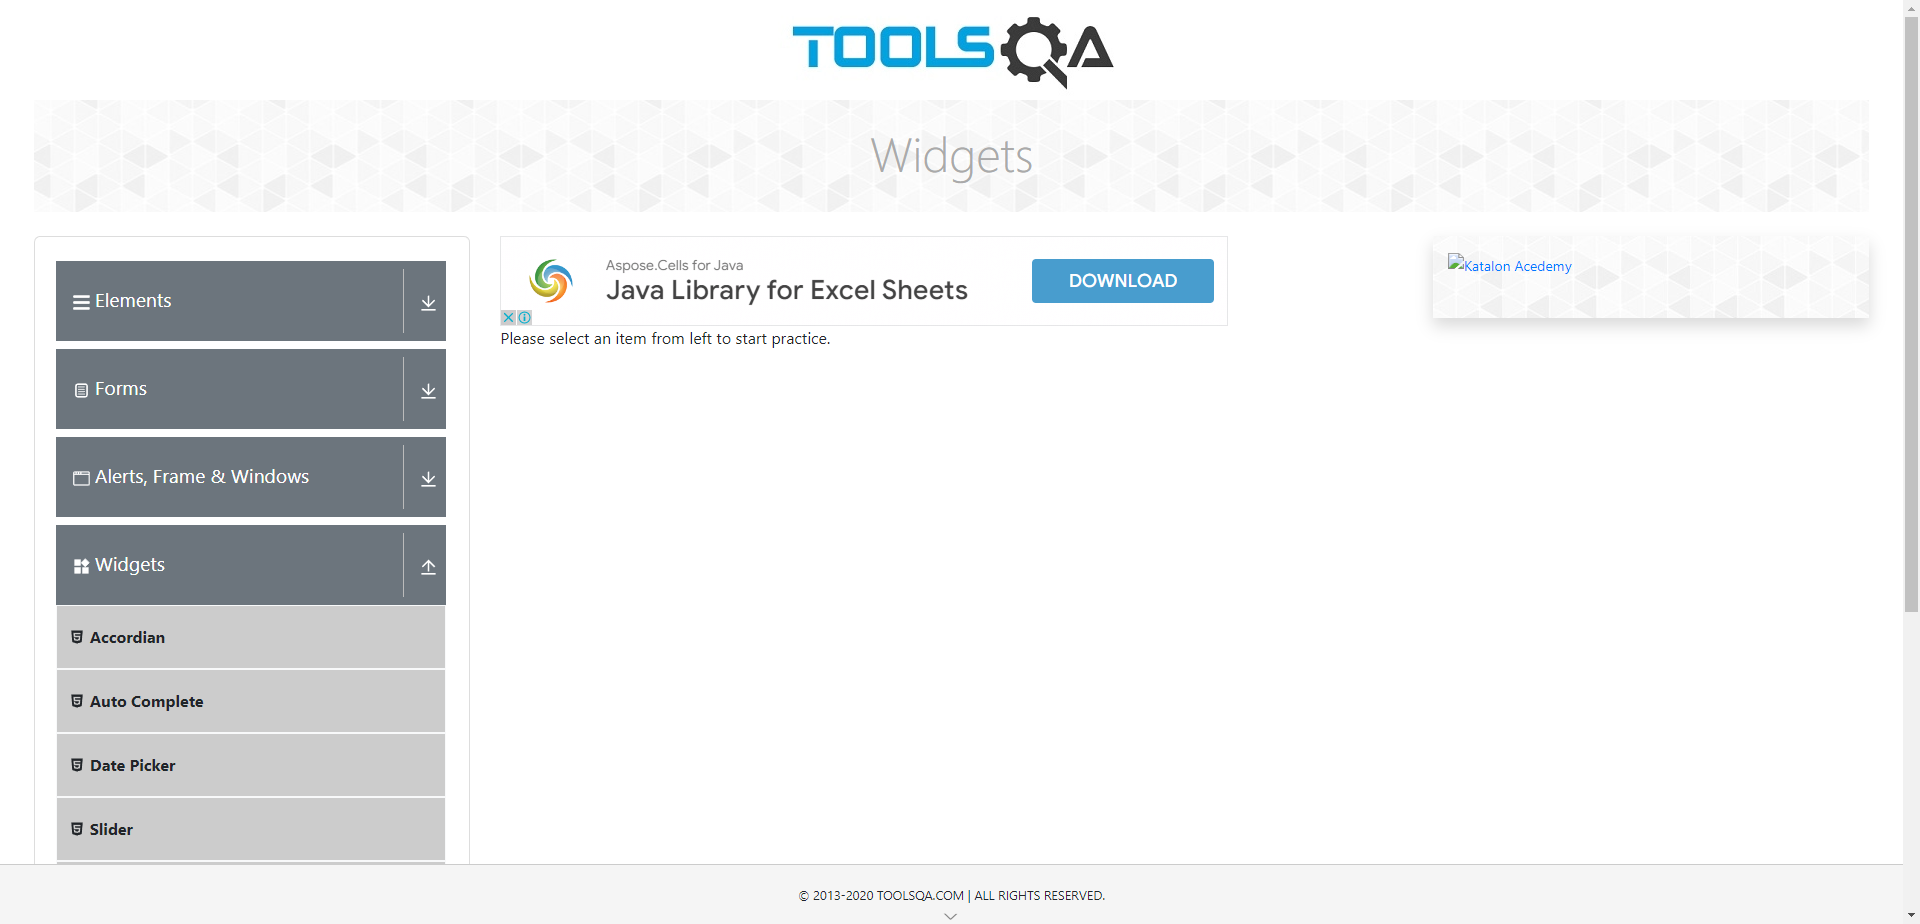 TOOLSQA
Widgets
Elements
Forms
Alerts, Frame & Windows
Widgets
Accordian
Auto Complete
Date Picker
Slider
Aspose.Cells for Java
Java Library for Excel Sheets
DOWNLOAD
Please select an item from left to start practice.
Katalon Acedemy
© 2013-2020 TOOLSQA.COM | ALL RIGHTS RESERVED.